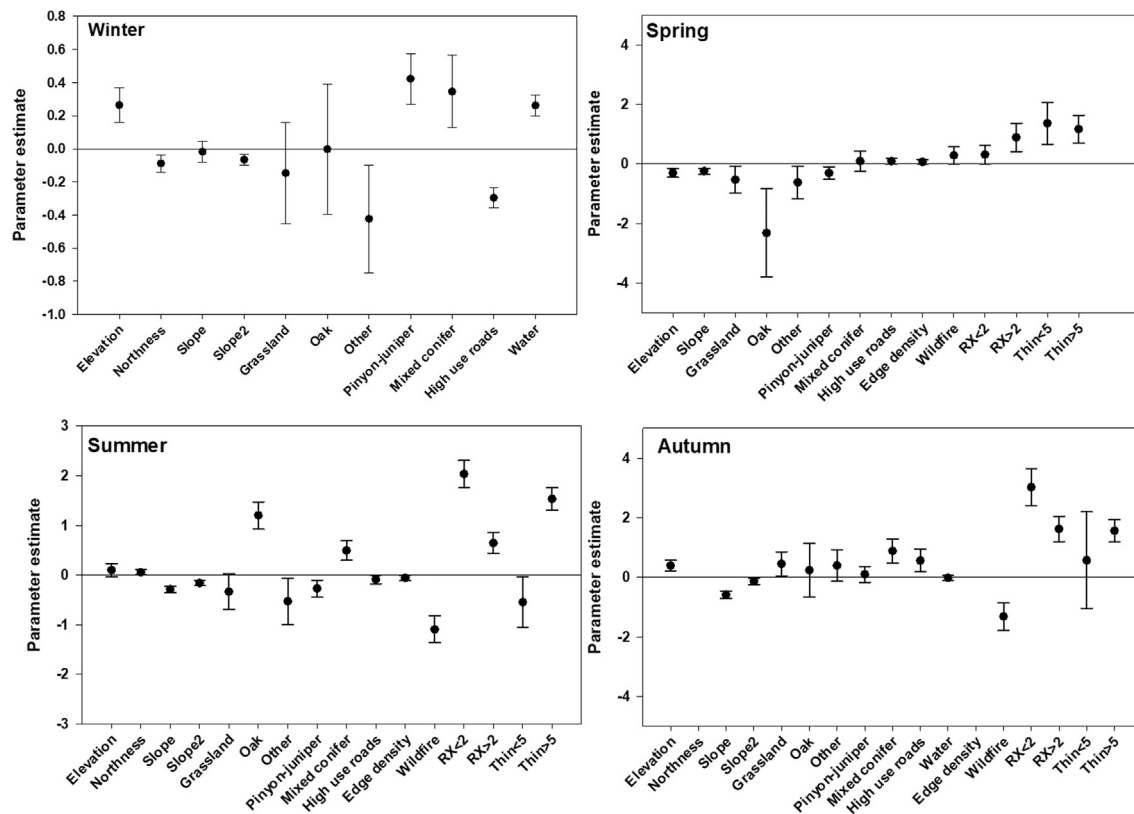 Winter
Parameter estimate
0.8
0.6
0.4
0.2
0.0
-0.2
-0.4
-0.6
-0.8
-1.0
Elevation
Northness
Slope
Slope2
Grassland
Oak
Other
Pinyon-juniper
Mixed conifer
High use roads
Water
Spring
Parameter estimate
4
2
0
-2
-4
Elevation
Slope
Grassland
Oak
Other
Pinyon-juniper
Mixed conifer
High use roads
Edge density
Wildfire
RX<2
RX>2
Thin<5
Thin>5
Summer
Parameter estimate
3
2
1
0
-1
-2
-3
Elevation
Northness
Slope
Slope2
Grassland
Oak
Other
Pinyon-juniper
Mixed conifer
High use roads
Edge density
Wildfire
RX<2
RX>2
Thin<5
Thin>5
Autumn
Parameter estimate
4
2
0
-2
-4
Elevation
Northness
Slope
Slope2
Grassland
Oak
Other
Pinyon-juniper
Mixed conifer
High use roads
Water
Edge density
Wildfire
RX<2
RX>2
Thin<5
Thin>5